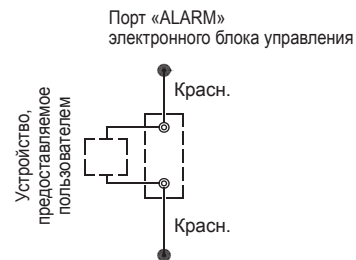 Порт «ALARM»
электронного блока управления
Красн.
Устройство,
предоставляемое
пользователем
Красн.